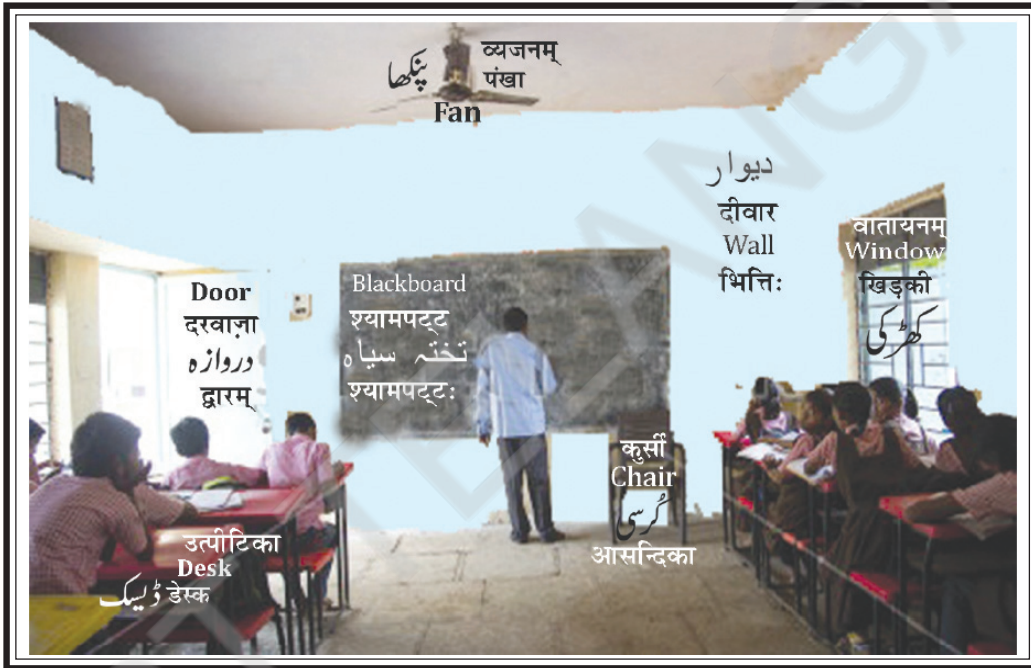 پنکھا
व्यजनम्
पंखा
Fan
دیوار
दीवार
Wall
भित्तिः
वातायनम्
Window
खिड़की
کھڑکی
Door
दरवाज़ा
دروازہ
द्वारम्
Blackboard
श्यामपट्ट
تختہ سیاہ
श्यामपट्टः
कुर्सी
Chair
کُرسی
आसन्दिका
उत्पीटिका
Desk
ڈیسک डेस्क